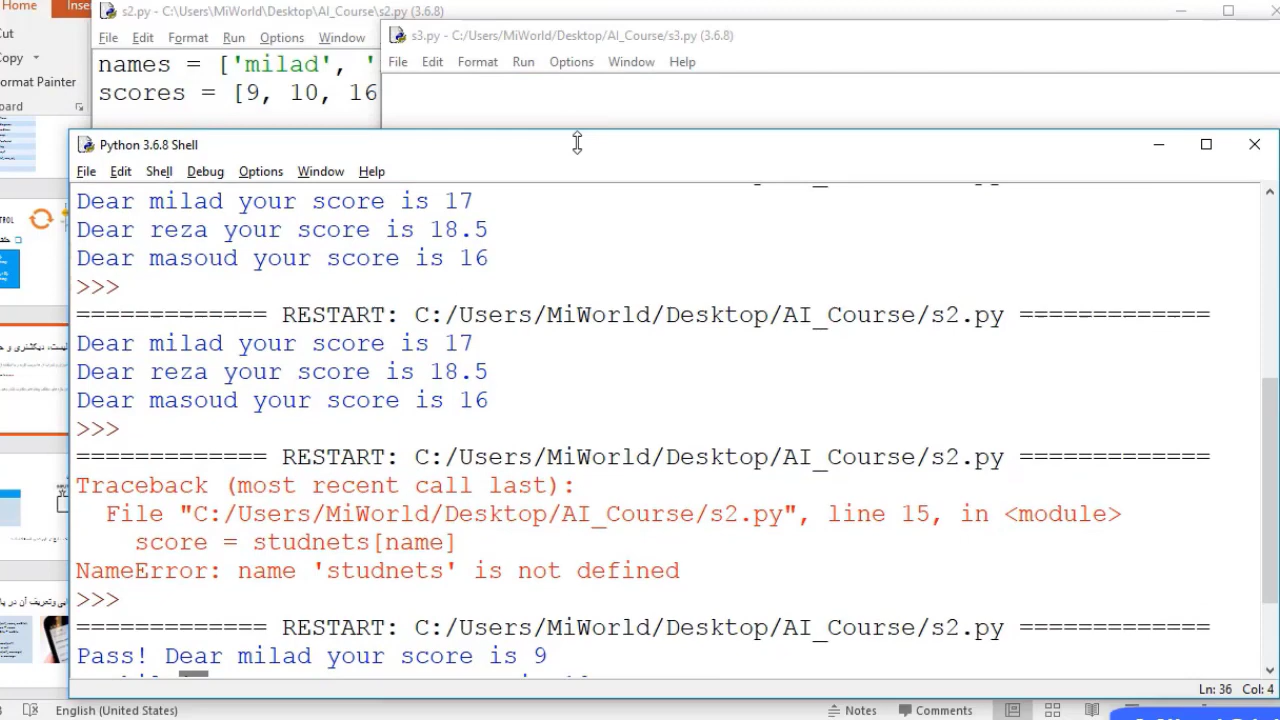 Home Inser
s2.py - C:\Users\MiWorld\Desktop\AI_Course\s2.py (3.6.8)
File Edit Format Run Options Window
names = ['milad', '
scores = [9, 10, 16
s3.py - C:/Users/MiWorld/Desktop/AI_Course/s3.py (3.6.8)
File Edit Format Run Options Window Help
Cut
Copy
Format Painter
Python 3.6.8 Shell
File Edit Shell Debug Options Window Help
Dear milad your score is 17
Dear reza your score is 18.5
Dear masoud your score is 16
>>>
============= RESTART: C:/Users/MiWorld/Desktop/AI_Course/s2.py =============
Dear milad your score is 17
Dear reza your score is 18.5
Dear masoud your score is 16
>>>
============= RESTART: C:/Users/MiWorld/Desktop/AI_Course/s2.py =============
Traceback (most recent call last):
File "C:/Users/MiWorld/Desktop/AI_Course/s2.py", line 15, in <module>
score = studnets[name]
NameError: name 'studnets' is not defined
>>>
============= RESTART: C:/Users/MiWorld/Desktop/AI_Course/s2.py =============
Pass! Dear milad your score is 9
Ln: 36 Col: 4
English (United States)
Notes Comments